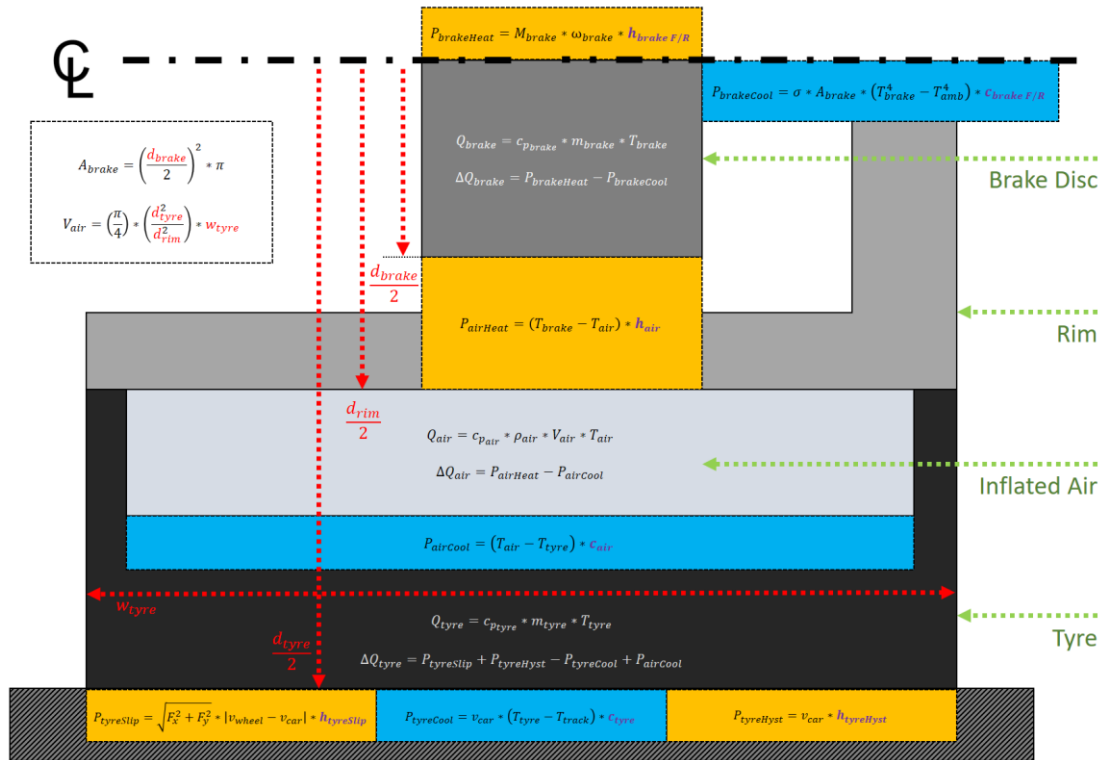 P_brakeHeat = M_brake * ω_brake * h_brake F/R
℄
P_brakeCool = σ * A_brake * (T_brake^4 − T_amb^4) * c_brake F/R
A_brake = (d_brake / 2)^2 * π
V_air = (π / 4) * (d_tyre^2 / d_rim^2) * w_tyre
Q_brake = c_p_brake * m_brake * T_brake
ΔQ_brake = P_brakeHeat − P_brakeCool
Brake Disc
d_brake / 2
P_airHeat = (T_brake − T_air) * h_air
Rim
d_rim / 2
Q_air = c_p_air * ρ_air * V_air * T_air
ΔQ_air = P_airHeat − P_airCool
Inflated Air
P_airCool = (T_air − T_tyre) * c_air
w_tyre
Q_tyre = c_p_tyre * m_tyre * T_tyre
Tyre
d_tyre / 2
ΔQ_tyre = P_tyreSlip + P_tyreHyst − P_tyreCool + P_airCool
P_tyreSlip = √(F_x^2 + F_y^2) * |v_wheel − v_car| * h_tyreSlip
P_tyreCool = v_car * (T_tyre − T_track) * c_tyre
P_tyreHyst = v_car * h_tyreHyst